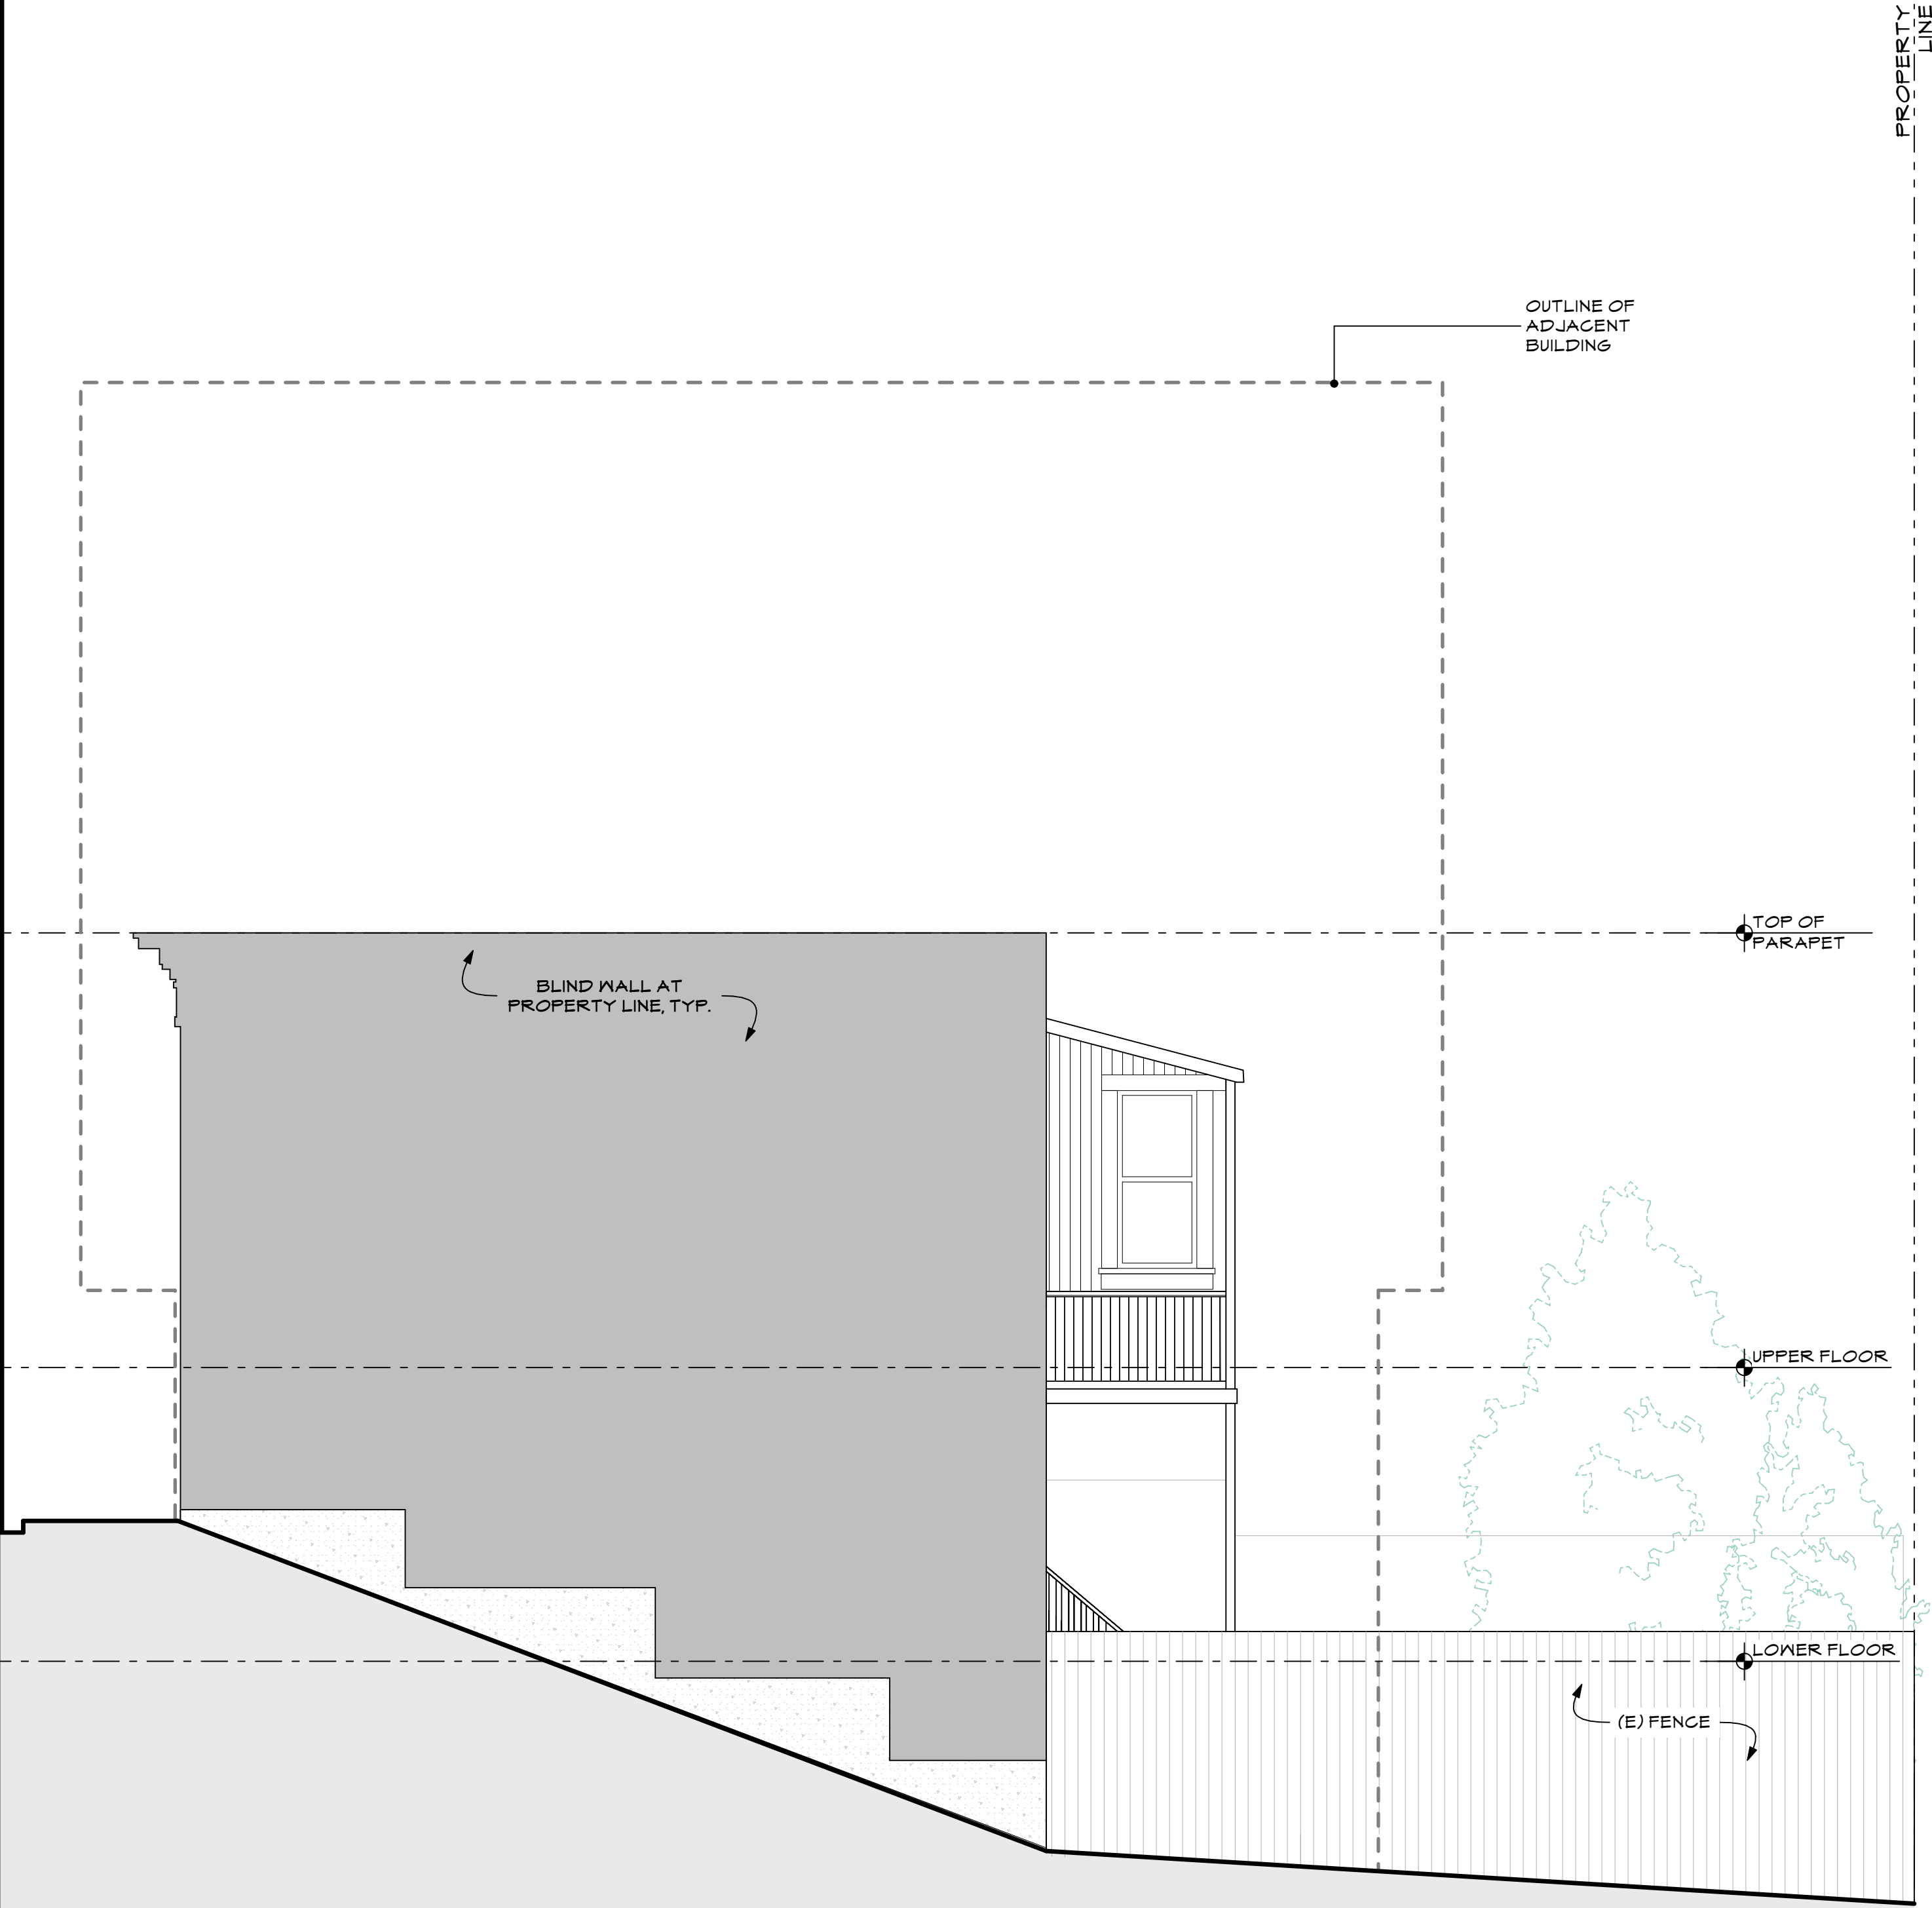 PROPERTY
LINE
OUTLINE OF
ADJACENT
BUILDING
TOP OF
PARAPET
BLIND WALL AT
PROPERTY LINE, TYP.
UPPER FLOOR
LOWER FLOOR
(E) FENCE